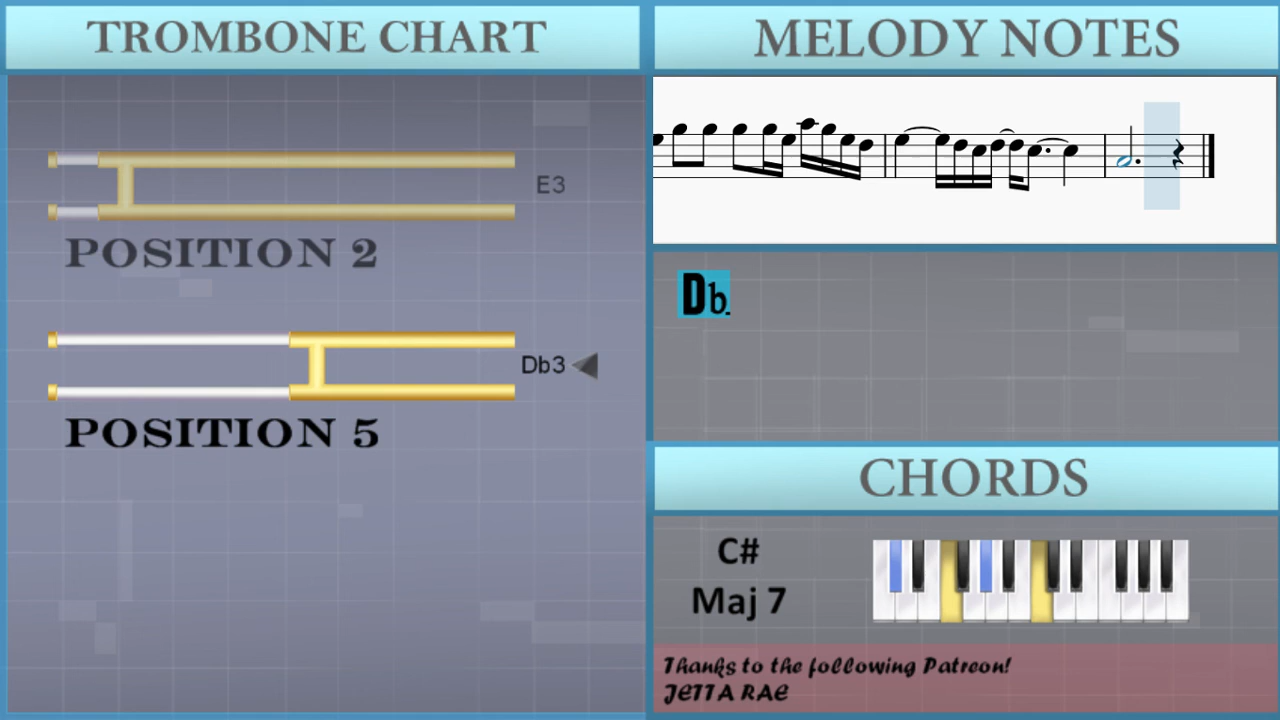 TROMBONE CHART
E3
POSITION 2
Db3
POSITION 5
MELODY NOTES
Db
CHORDS
C#
Maj 7
Thanks to the following Patreon!
JETTA RAE